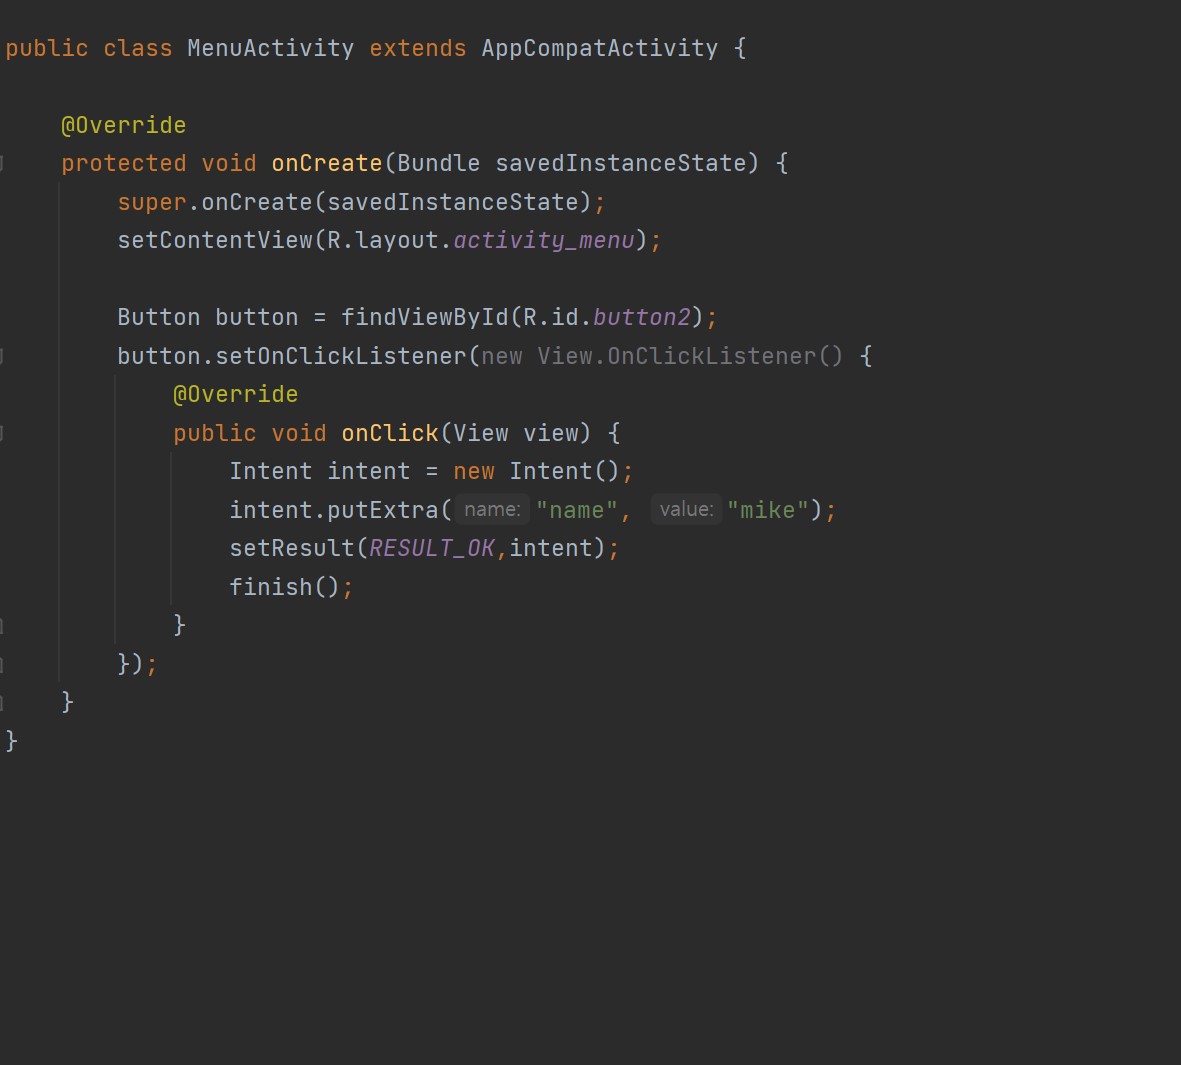 public class MenuActivity extends AppCompatActivity {
@Override
protected void onCreate(Bundle savedInstanceState) {
super.onCreate(savedInstanceState);
setContentView(R.layout.activity_menu);
Button button = findViewById(R.id.button2);
button.setOnClickListener(new View.OnClickListener() {
@Override
public void onClick(View view) {
Intent intent = new Intent();
intent.putExtra( name: "name", value: "mike");
setResult(RESULT_OK,intent);
finish();
}
});
}
}